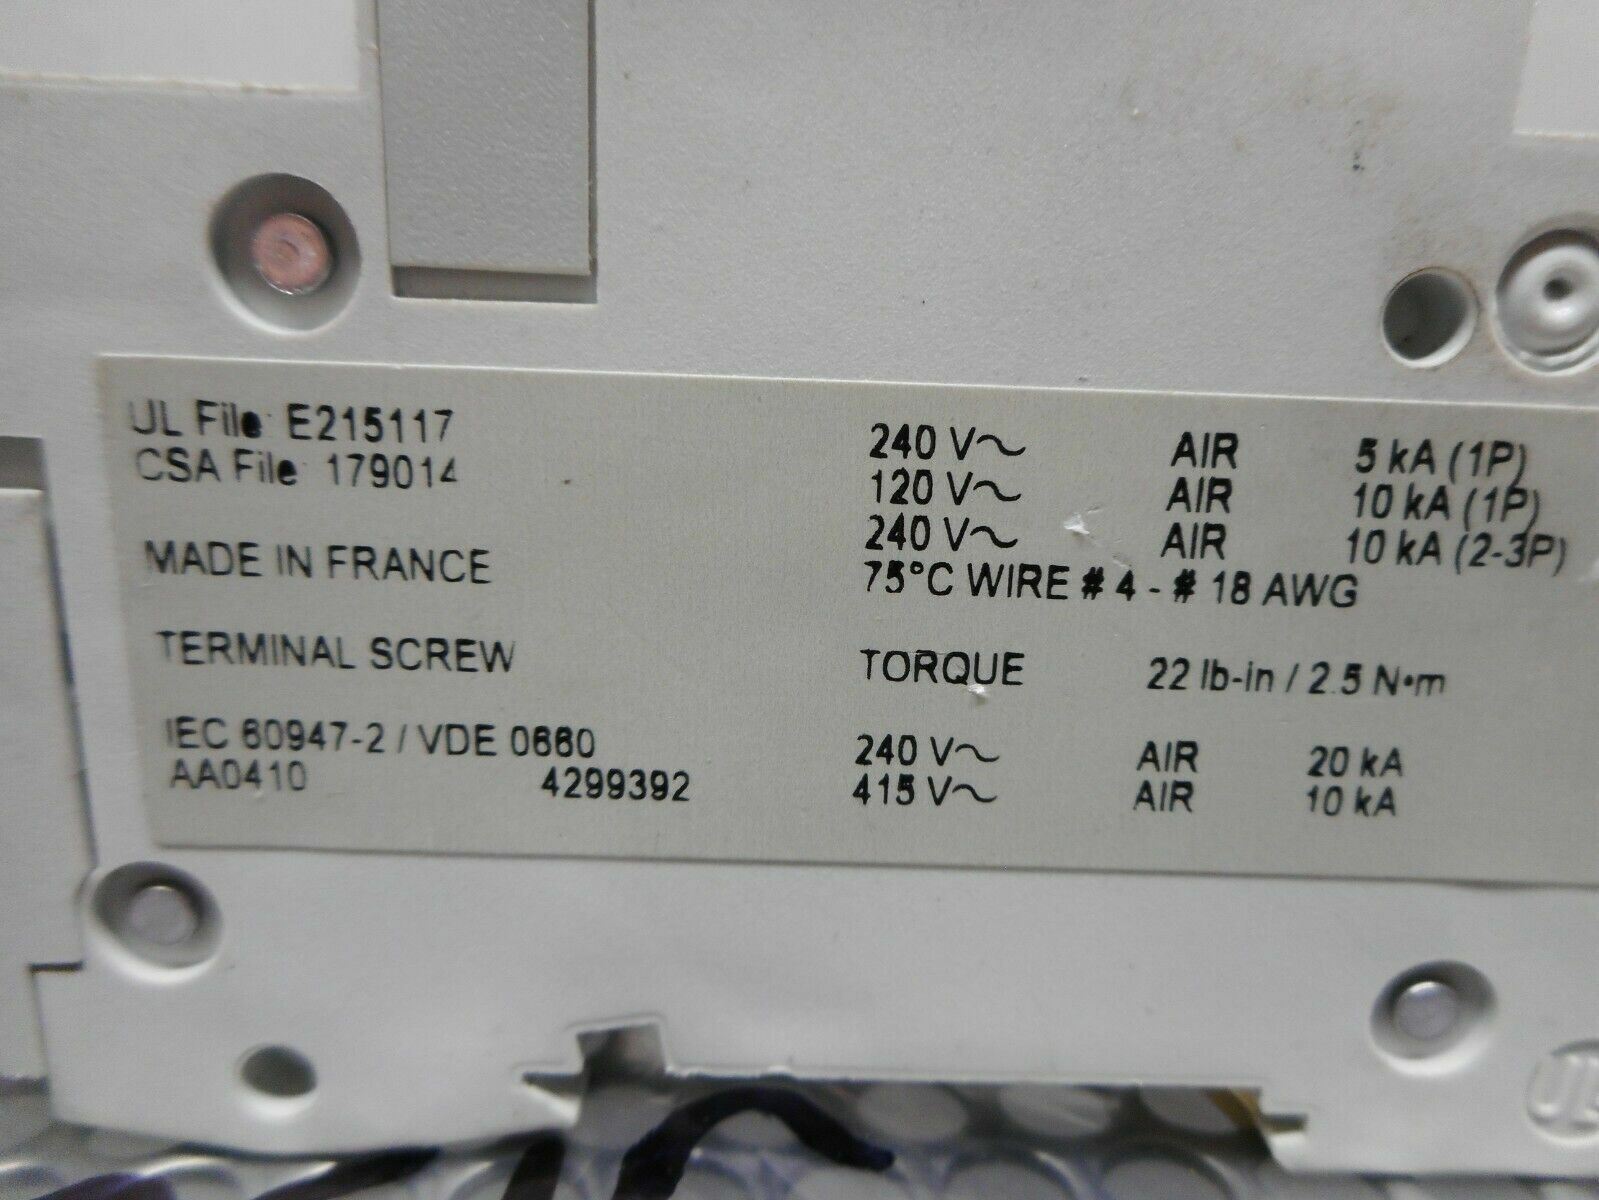 UL File: E215117
CSA File: 179014
MADE IN FRANCE
TERMINAL SCREW
IEC 60947-2 / VDE 0660
AA0410 4299392
240 V~ AIR 5 kA (1P)
120 V~ AIR 10 kA (1P)
240 V~ AIR 10 kA (2-3P)
75°C WIRE # 4 - # 18 AWG
TORQUE 22 lb-in / 2.5 N•m
240 V~ AIR 20 kA
415 V~ AIR 10 kA